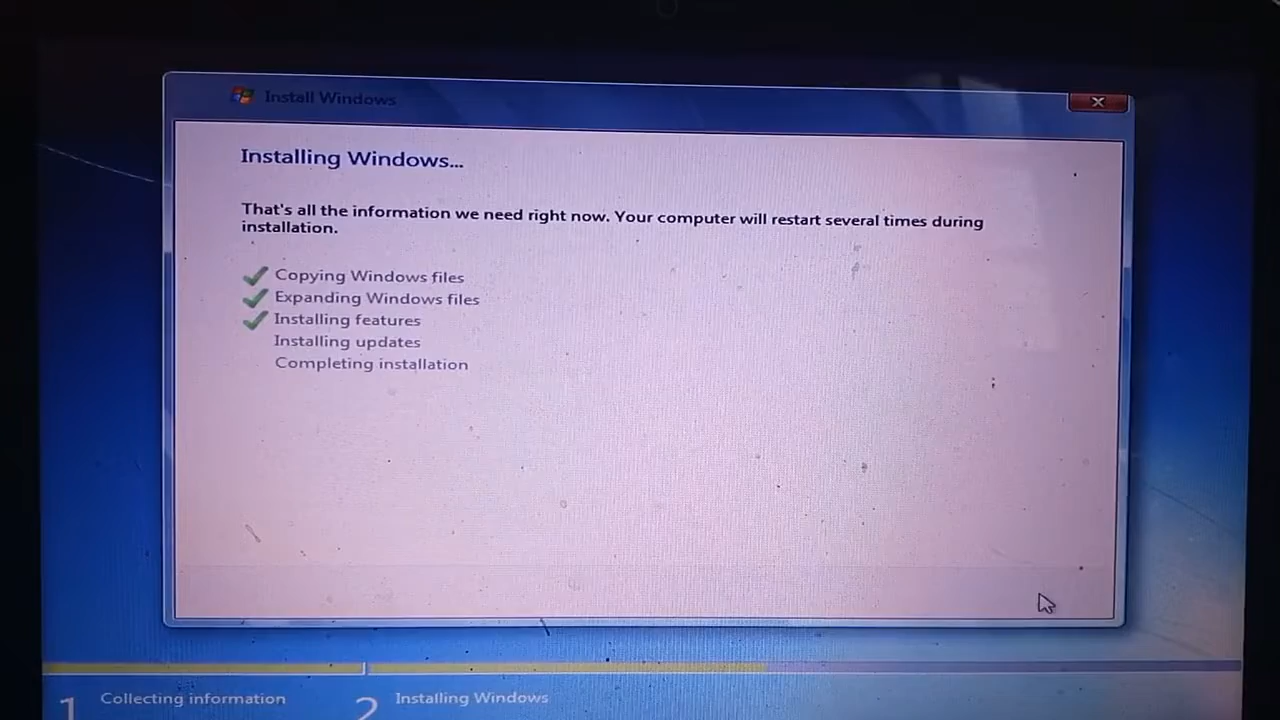 Install Windows
Installing Windows...
That's all the information we need right now. Your computer will restart several times during
installation.
Copying Windows files
Expanding Windows files
Installing features
Installing updates
Completing installation
1 Collecting information 2 Installing Windows